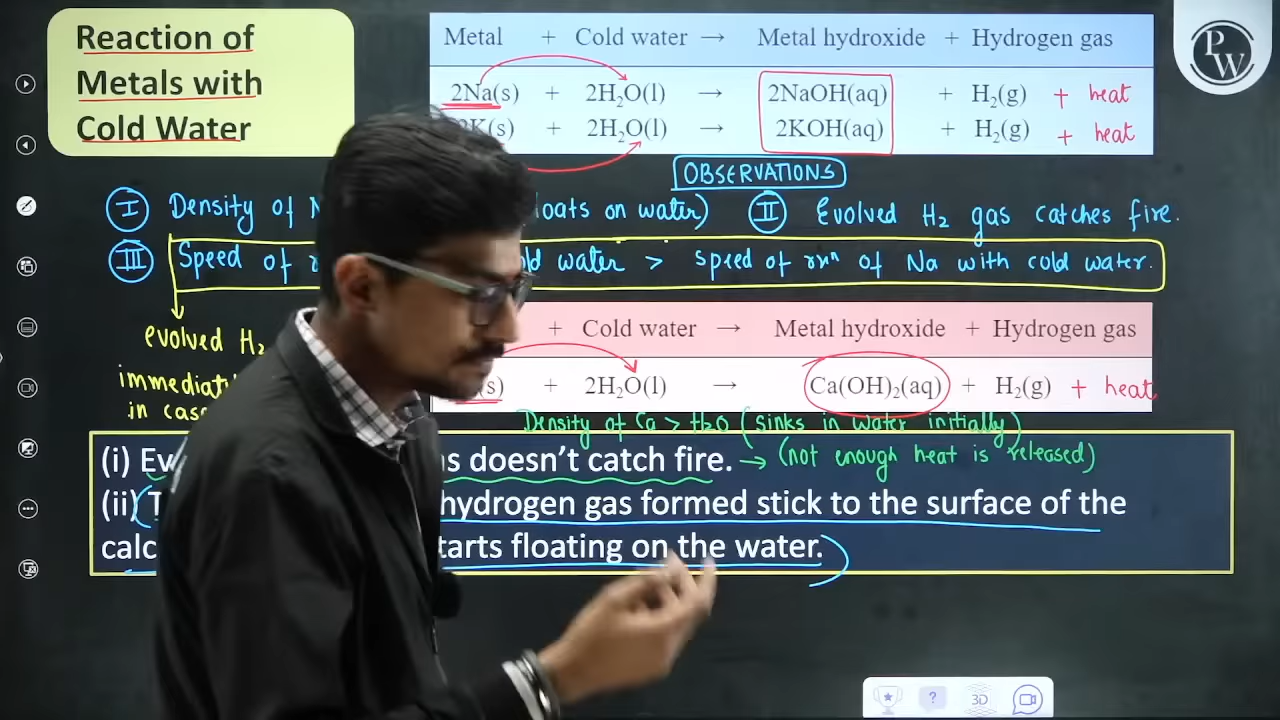 Reaction of
Metals with
Cold Water
Metal + Cold water → Metal hydroxide + Hydrogen gas
2Na(s) + 2H₂O(l) → 2NaOH(aq) + H₂(g) + heat
K(s) + 2H₂O(l) → 2KOH(aq) + H₂(g) + heat
OBSERVATIONS
I Density of N loats on water) II Evolved H₂ gas catches fire.
III Speed of ld water > speed of rxⁿ of Na with cold water.
evolved H₂
immediat
in cas
+ Cold water → Metal hydroxide + Hydrogen gas
(s) + 2H₂O(l) → Ca(OH)₂(aq) + H₂(g) + heat
Density of Ca > H₂O (sinks in water initially)
(i) Ev s doesn't catch fire. → (not enough heat is released)
(ii) T hydrogen gas formed stick to the surface of the
calc tarts floating on the water.
PW
?
3D